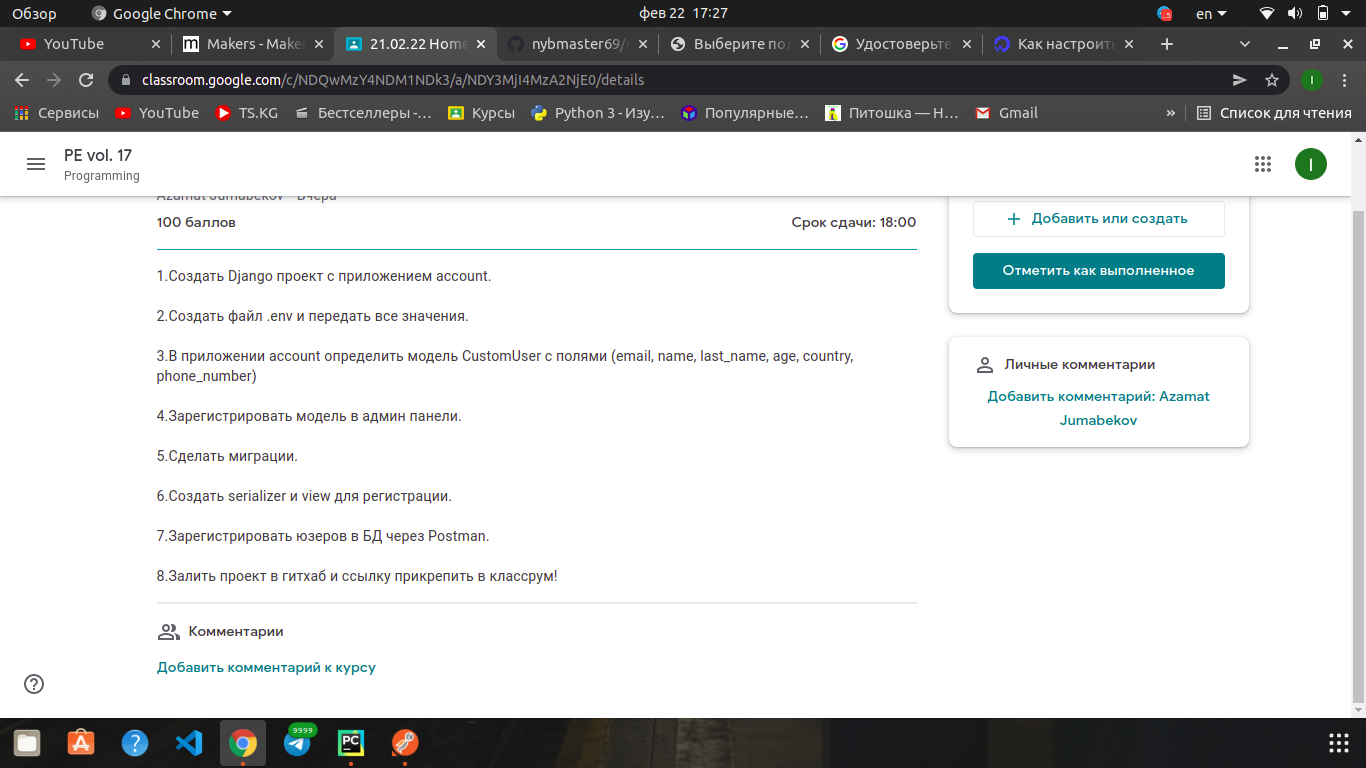 Обзор
Google Chrome
фев 22 17:27
en
YouTube
Makers - Make
21.02.22 Home
nybmaster69/
Выберите по
Удостоверьте
Как настроить
classroom.google.com/c/NDQwMzY4NDM1NDk3/a/NDY3MjI4MzA2NjE0/details
I
Сервисы
YouTube
TS.KG
Бестселлеры -...
Курсы
Python 3 - Изу...
Популярные...
Питошка — Н...
Gmail
»
Список для чтения
PE vol. 17
Programming
I
Azamat Jumabekov · Вчера
100 баллов
Срок сдачи: 18:00
1.Создать Django проект с приложением account.
2.Создать файл .env и передать все значения.
3.В приложении account определить модель CustomUser с полями (email, name, last_name, age, country,
phone_number)
4.Зарегистрировать модель в админ панели.
5.Сделать миграции.
6.Создать serializer и view для регистрации.
7.Зарегистрировать юзеров в БД через Postman.
8.Залить проект в гитхаб и ссылку прикрепить в классрум!
Комментарии
Добавить комментарий к курсу
+ Добавить или создать
Отметить как выполненное
Личные комментарии
Добавить комментарий: Azamat
Jumabekov
9999
PC